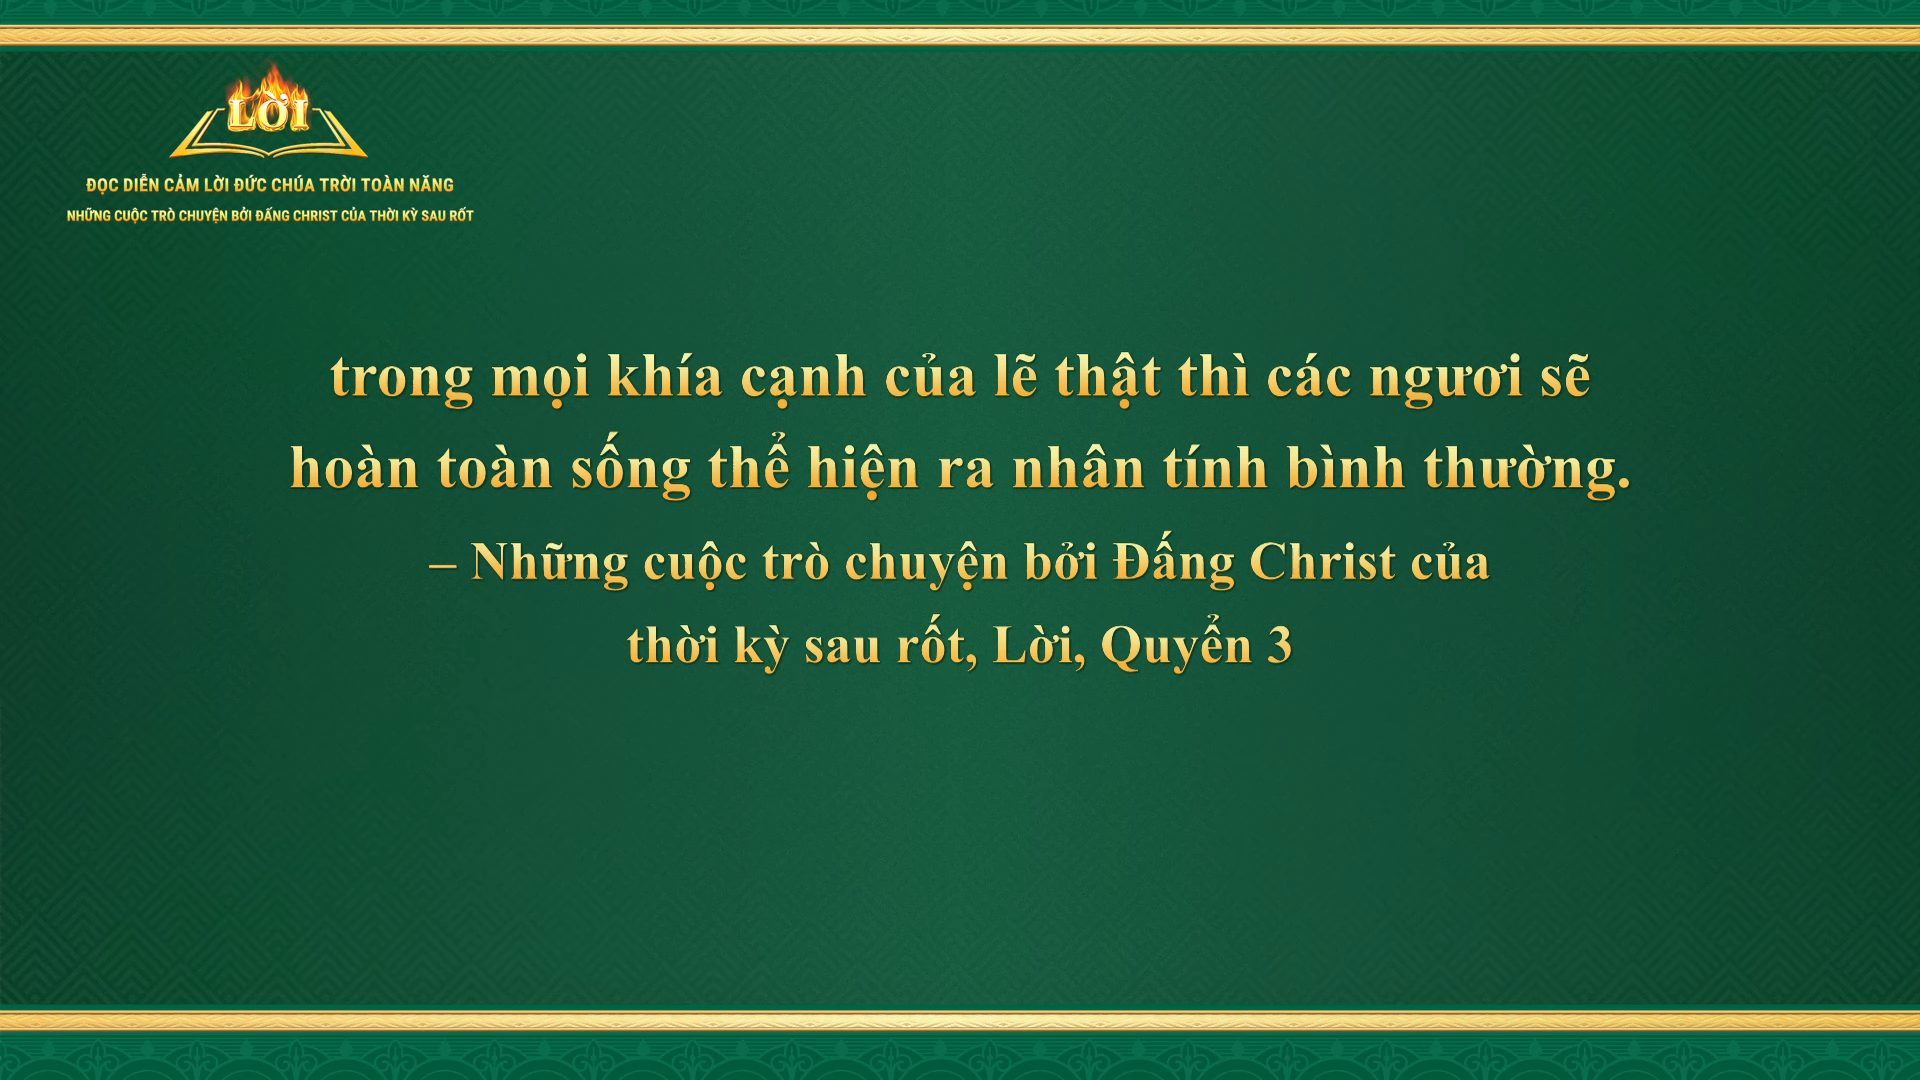 LỜI
ĐỌC DIỄN CẢM LỜI ĐỨC CHÚA TRỜI TOÀN NĂNG
NHỮNG CUỘC TRÒ CHUYỆN BỞI ĐẤNG CHRIST CỦA THỜI KỲ SAU RỐT
trong mọi khía cạnh của lẽ thật thì các ngươi sẽ
hoàn toàn sống thể hiện ra nhân tính bình thường.
– Những cuộc trò chuyện bởi Đấng Christ của
thời kỳ sau rốt, Lời, Quyển 3